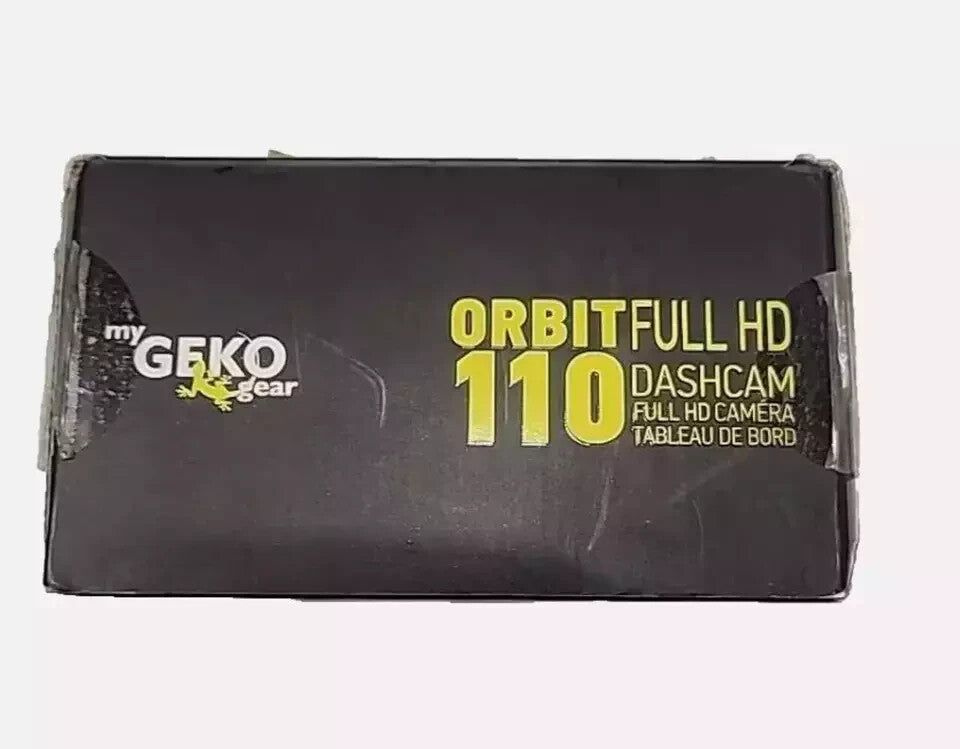 my
GEKO
gear
ORBIT FULL HD
110 DASHCAM
FULL HD CAMÉRA
TABLEAU DE BORD